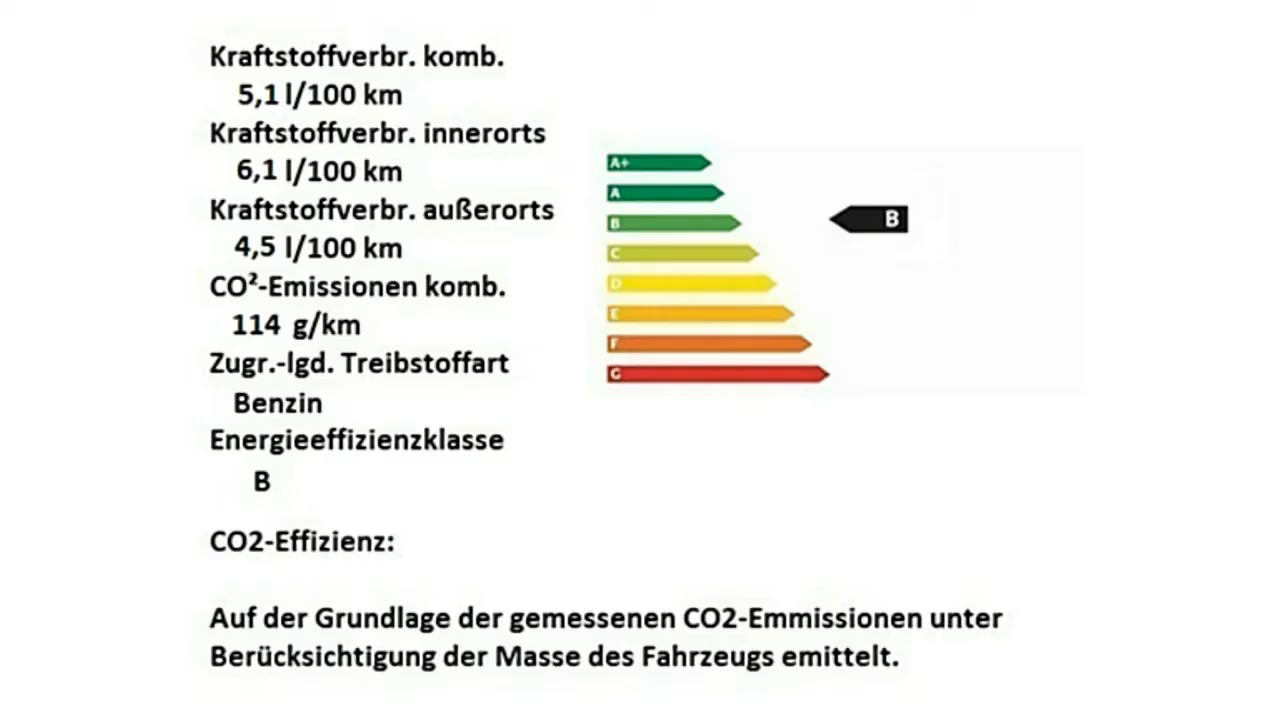 Kraftstoffverbr. komb.
5,1 l/100 km
Kraftstoffverbr. innerorts
6,1 l/100 km
Kraftstoffverbr. außerorts
4,5 l/100 km
CO²-Emissionen komb.
114 g/km
Zugr.-lgd. Treibstoffart
Benzin
Energieeffizienzklasse
B
A+
A
B
B
C
D
E
F
G
CO2-Effizienz:
Auf der Grundlage der gemessenen CO2-Emmissionen unter
Berücksichtigung der Masse des Fahrzeugs emittelt.